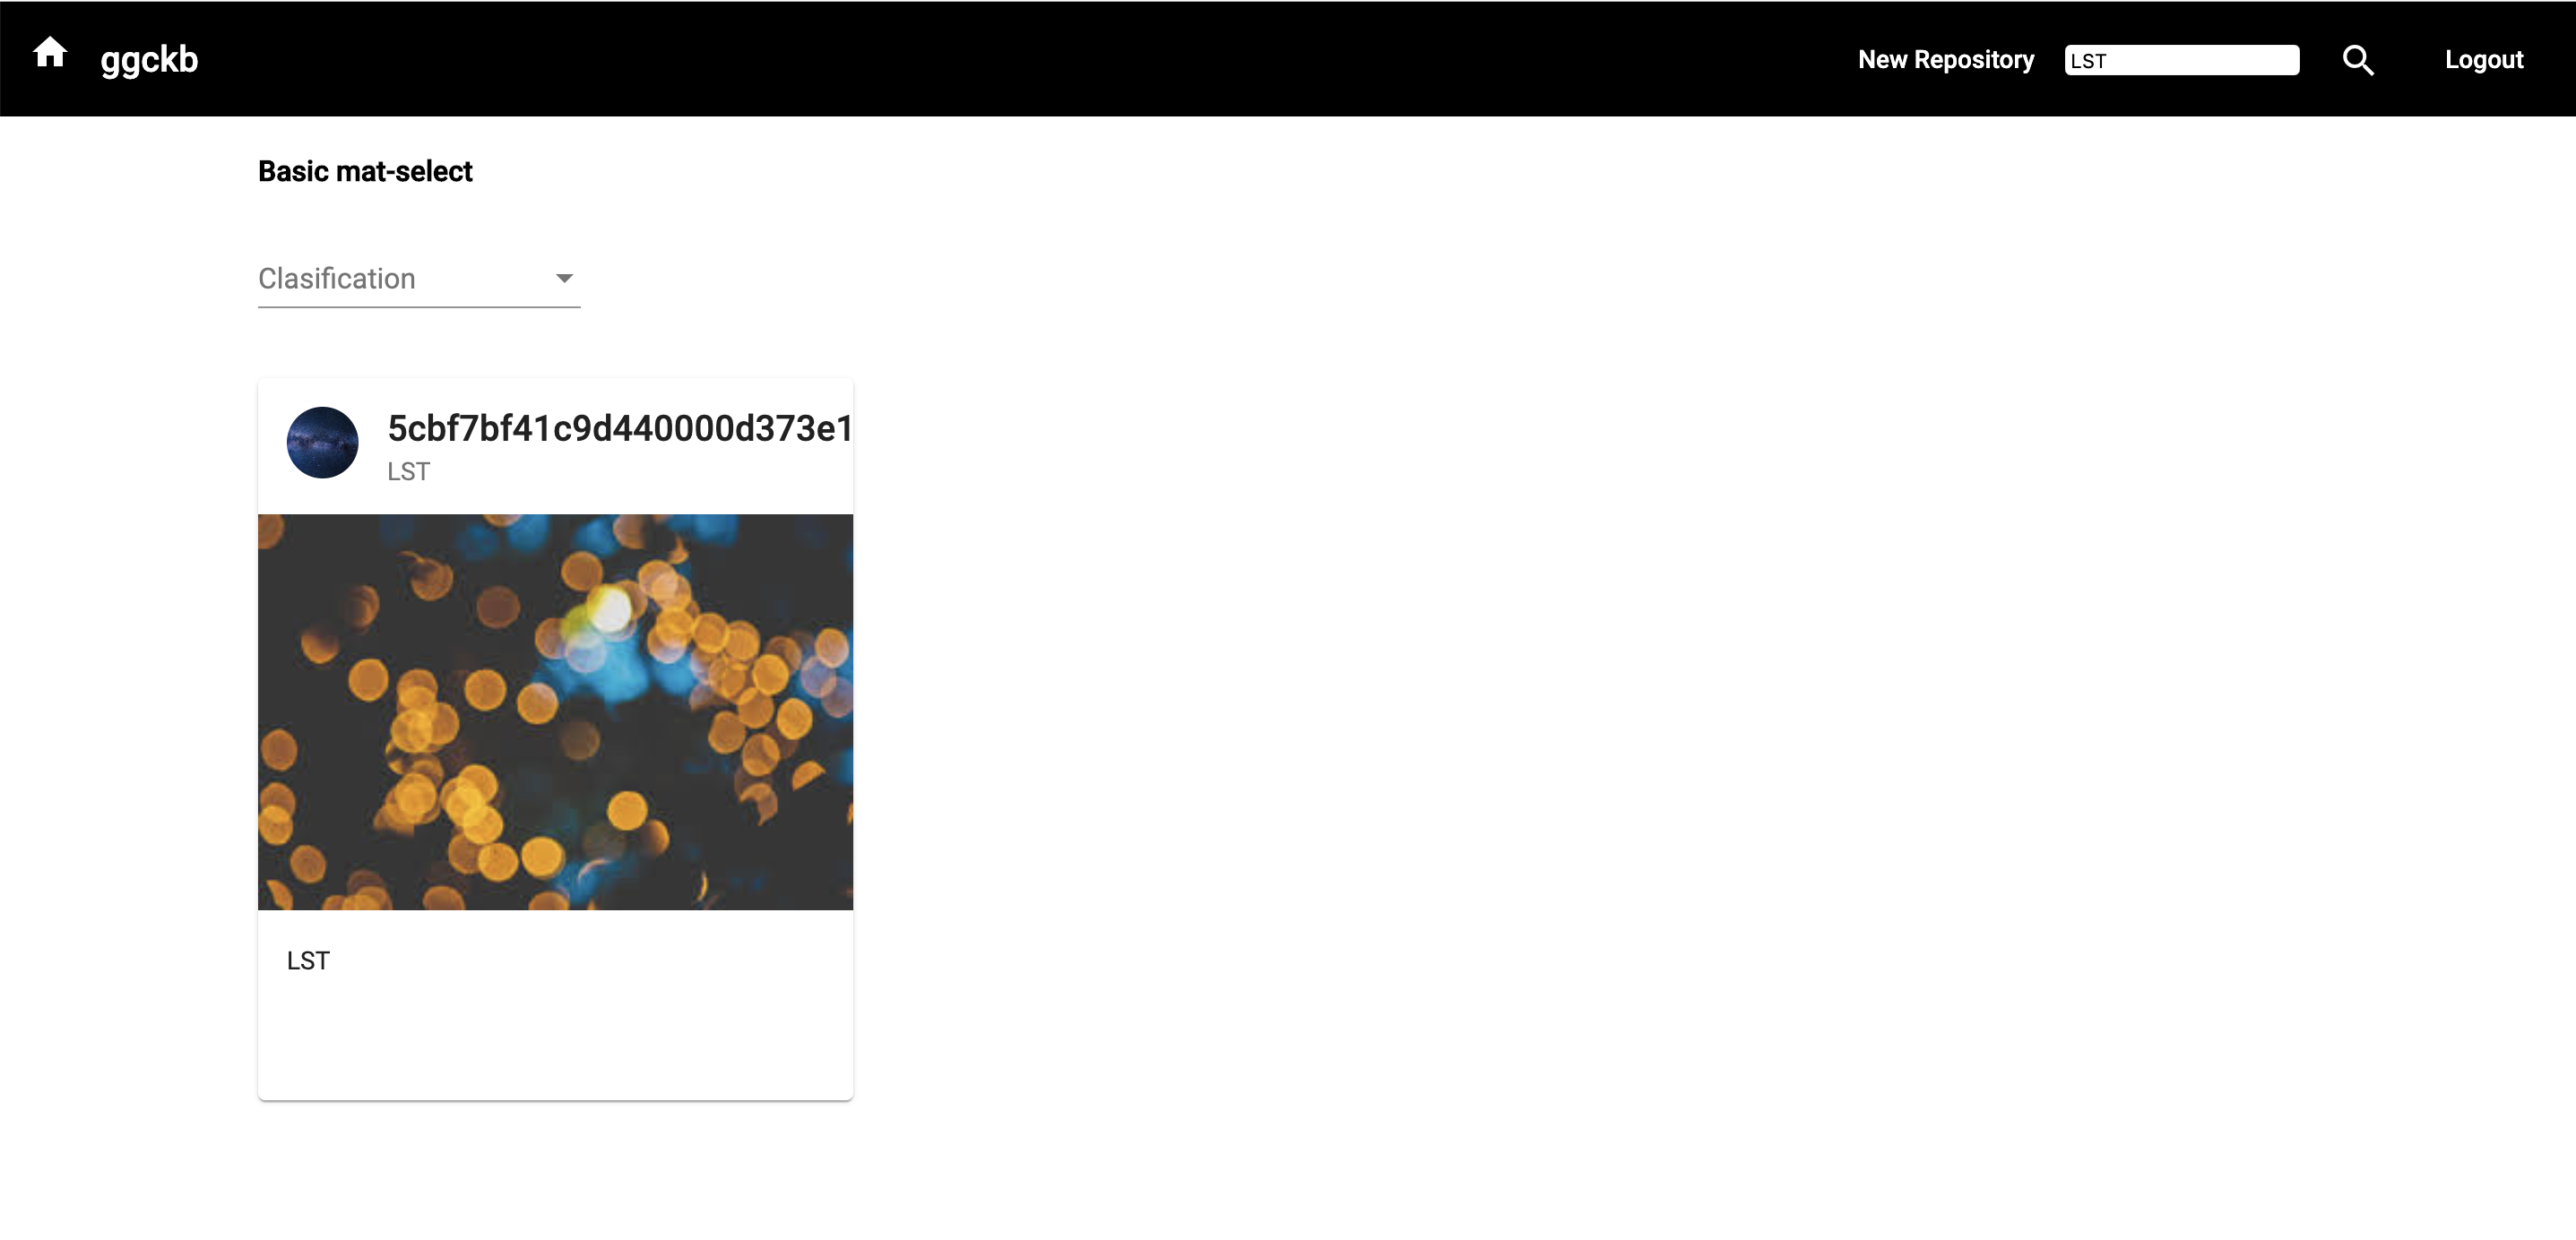 ggckb
New Repository
LST
Logout
Basic mat-select
Clasification
5cbf7bf41c9d440000d373e1
LST
LST